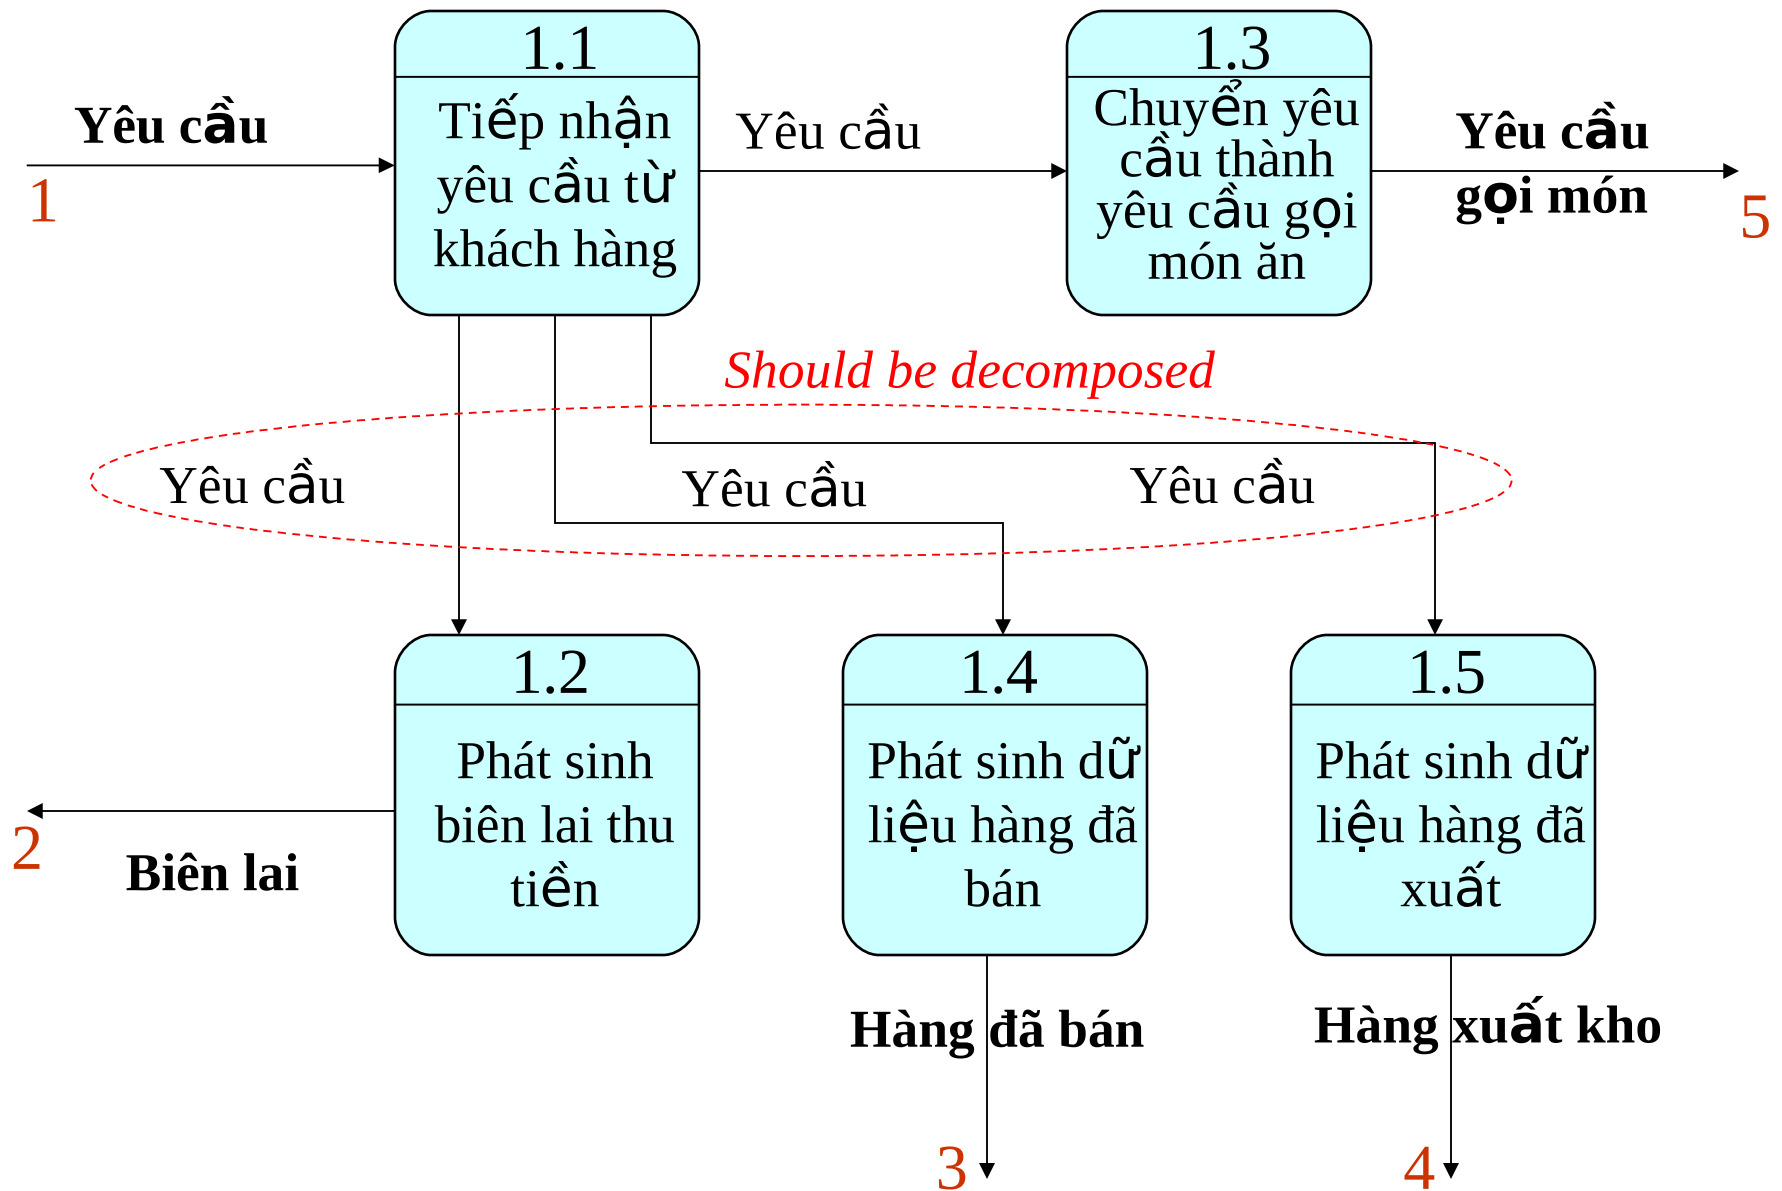 1.1
Tiếp nhận
yêu cầu từ
khách hàng
1.3
Chuyển yêu
cầu thành
yêu cầu gọi
món ăn
Yêu cầu
1
Yêu cầu
Yêu cầu
gọi món
5
Should be decomposed
Yêu cầu
Yêu cầu
Yêu cầu
1.2
Phát sinh
biên lai thu
tiền
1.4
Phát sinh dữ
liệu hàng đã
bán
1.5
Phát sinh dữ
liệu hàng đã
xuất
2
Biên lai
Hàng đã bán
Hàng xuất kho
3
4